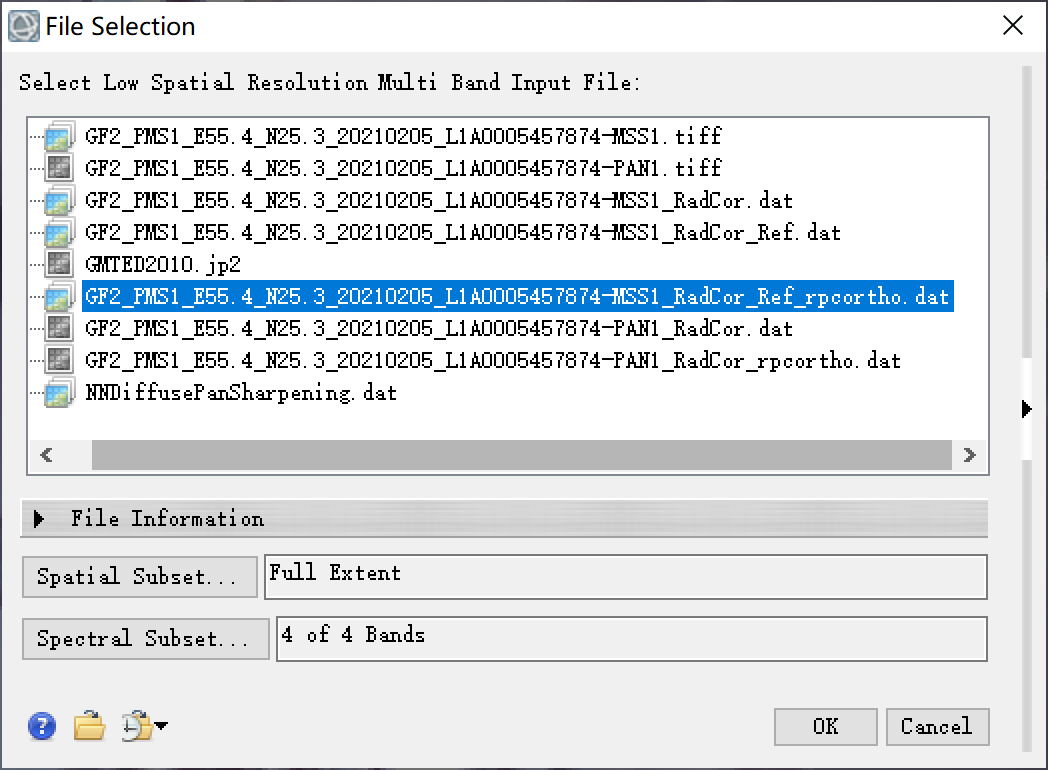 File Selection
Select Low Spatial Resolution Multi Band Input File:
GF2_PMS1_E55.4_N25.3_20210205_L1A0005457874-MSS1.tiff
GF2_PMS1_E55.4_N25.3_20210205_L1A0005457874-PAN1.tiff
GF2_PMS1_E55.4_N25.3_20210205_L1A0005457874-MSS1_RadCor.dat
GF2_PMS1_E55.4_N25.3_20210205_L1A0005457874-MSS1_RadCor_Ref.dat
GMTED2010.jp2
GF2_PMS1_E55.4_N25.3_20210205_L1A0005457874-MSS1_RadCor_Ref_rpcortho.dat
GF2_PMS1_E55.4_N25.3_20210205_L1A0005457874-PAN1_RadCor.dat
GF2_PMS1_E55.4_N25.3_20210205_L1A0005457874-PAN1_RadCor_rpcortho.dat
NNDiffusePanSharpening.dat
File Information
Spatial Subset... Full Extent
Spectral Subset... 4 of 4 Bands
? OK Cancel